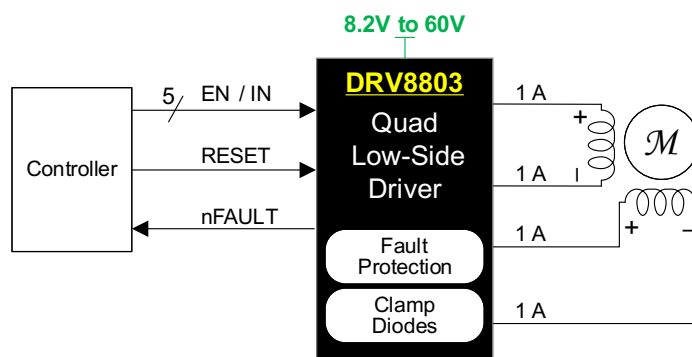 8.2V to 60V
DRV8803
5
EN / IN
1 A
+
Quad
Low-Side
Driver
M
Controller
RESET
1 A
–
nFAULT
1 A
+
–
Fault
Protection
Clamp
Diodes
1 A